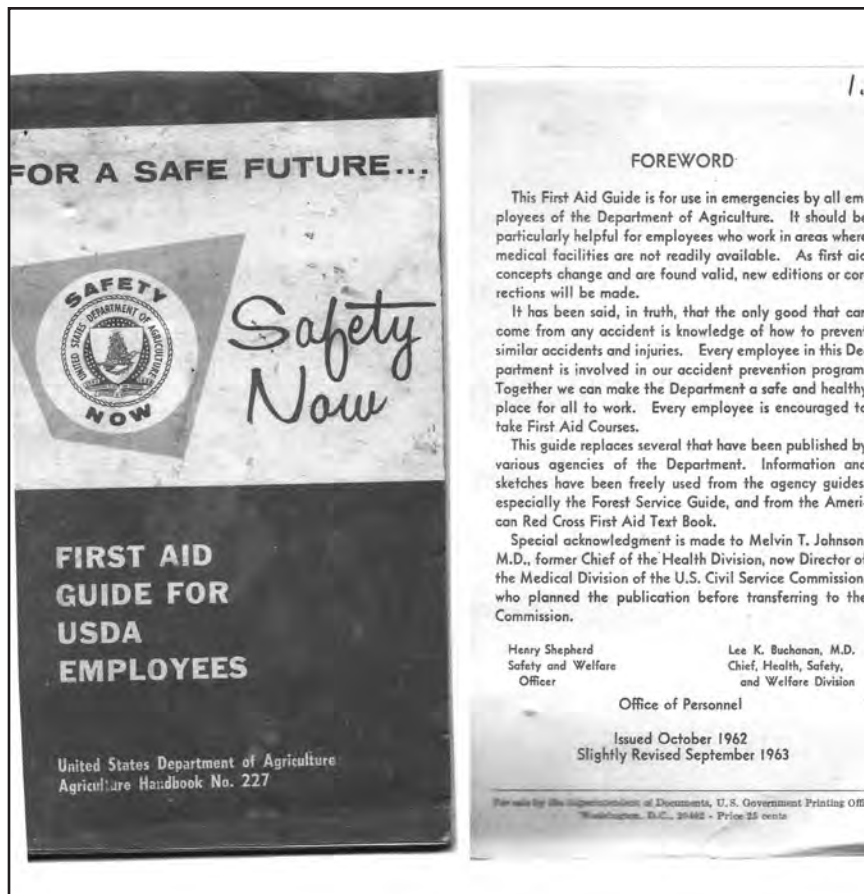 FOR A SAFE FUTURE...
SAFETY
UNITED STATES DEPARTMENT OF AGRICULTURE
NOW
Safety
Now
FIRST AID
GUIDE FOR
USDA
EMPLOYEES
United States Department of Agriculture
Agriculture Handbook No. 227
FOREWORD
This First Aid Guide is for use in emergencies by all em
ployees of the Department of Agriculture. It should be
particularly helpful for employees who work in areas where
medical facilities are not readily available. As first aid
concepts change and are found valid, new editions or cor
rections will be made.
It has been said, in truth, that the only good that can
come from any accident is knowledge of how to prevent
similar accidents and injuries. Every employee in this De
partment is involved in our accident prevention program
Together we can make the Department a safe and healthy
place for all to work. Every employee is encouraged to
take First Aid Courses.
This guide replaces several that have been published by
various agencies of the Department. Information and
sketches have been freely used from the agency guides
especially the Forest Service Guide, and from the Ameri
can Red Cross First Aid Text Book.
Special acknowledgment is made to Melvin T. Johnson
M.D., former Chief of the Health Division, now Director of
the Medical Division of the U.S. Civil Service Commission
who planned the publication before transferring to the
Commission.
Henry Shepherd
Safety and Welfare
Officer
Lee K. Buchanan, M.D.
Chief, Health, Safety,
and Welfare Division
Office of Personnel
Issued October 1962
Slightly Revised September 1963
For sale by the Superintendent of Documents, U. S. Government Printing Offi
Washington, D.C., 20402 - Price 25 cents